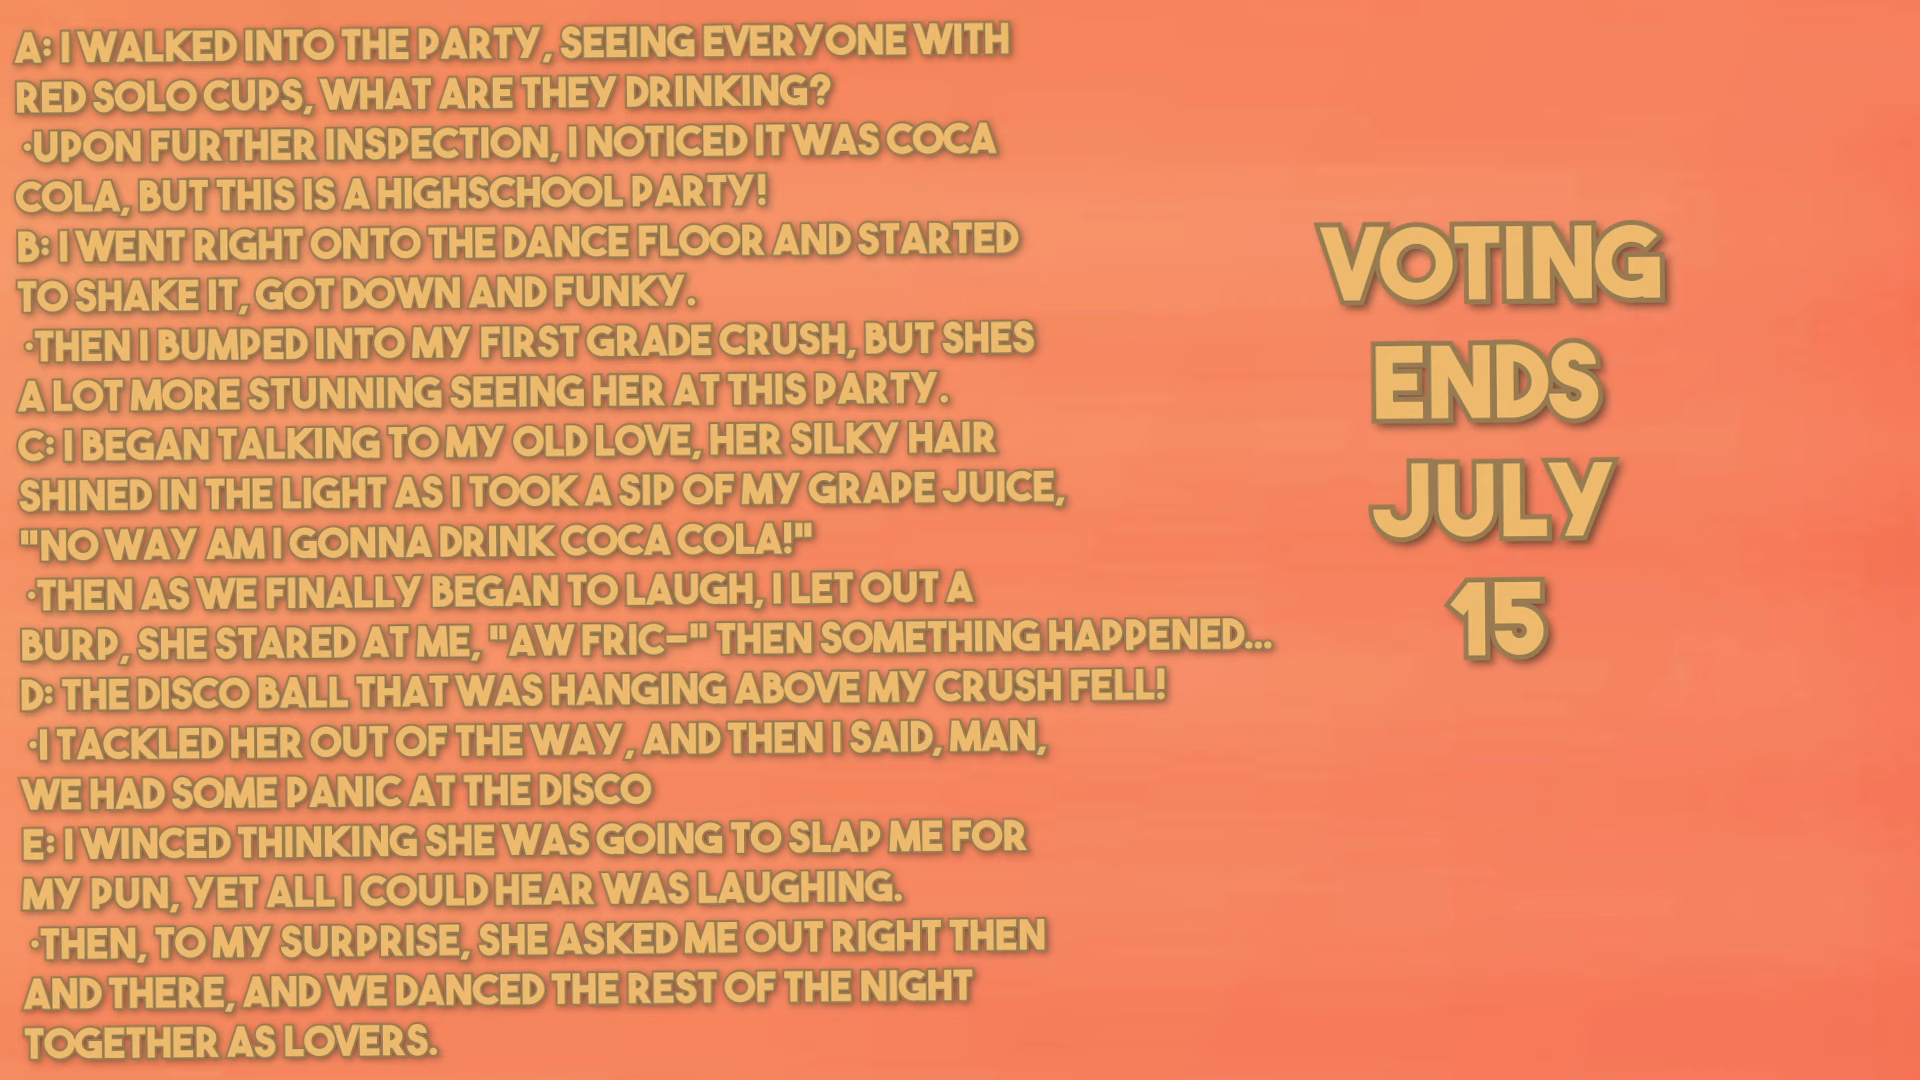 A: I WALKED INTO THE PARTY, SEEING EVERYONE WITH
RED SOLO CUPS, WHAT ARE THEY DRINKING?
•UPON FURTHER INSPECTION, I NOTICED IT WAS COCA
COLA, BUT THIS IS A HIGHSCHOOL PARTY!
B: I WENT RIGHT ONTO THE DANCE FLOOR AND STARTED
TO SHAKE IT, GOT DOWN AND FUNKY.
•THEN I BUMPED INTO MY FIRST GRADE CRUSH, BUT SHES
A LOT MORE STUNNING SEEING HER AT THIS PARTY.
C: I BEGAN TALKING TO MY OLD LOVE, HER SILKY HAIR
SHINED IN THE LIGHT AS I TOOK A SIP OF MY GRAPE JUICE,
"NO WAY AM I GONNA DRINK COCA COLA!"
•THEN AS WE FINALLY BEGAN TO LAUGH, I LET OUT A
BURP, SHE STARED AT ME, "AW FRIC-" THEN SOMETHING HAPPENED...
D: THE DISCO BALL THAT WAS HANGING ABOVE MY CRUSH FELL!
•I TACKLED HER OUT OF THE WAY, AND THEN I SAID, MAN,
WE HAD SOME PANIC AT THE DISCO
E: I WINCED THINKING SHE WAS GOING TO SLAP ME FOR
MY PUN, YET ALL I COULD HEAR WAS LAUGHING.
•THEN, TO MY SURPRISE, SHE ASKED ME OUT RIGHT THEN
AND THERE, AND WE DANCED THE REST OF THE NIGHT
TOGETHER AS LOVERS.
VOTING
ENDS
JULY
15